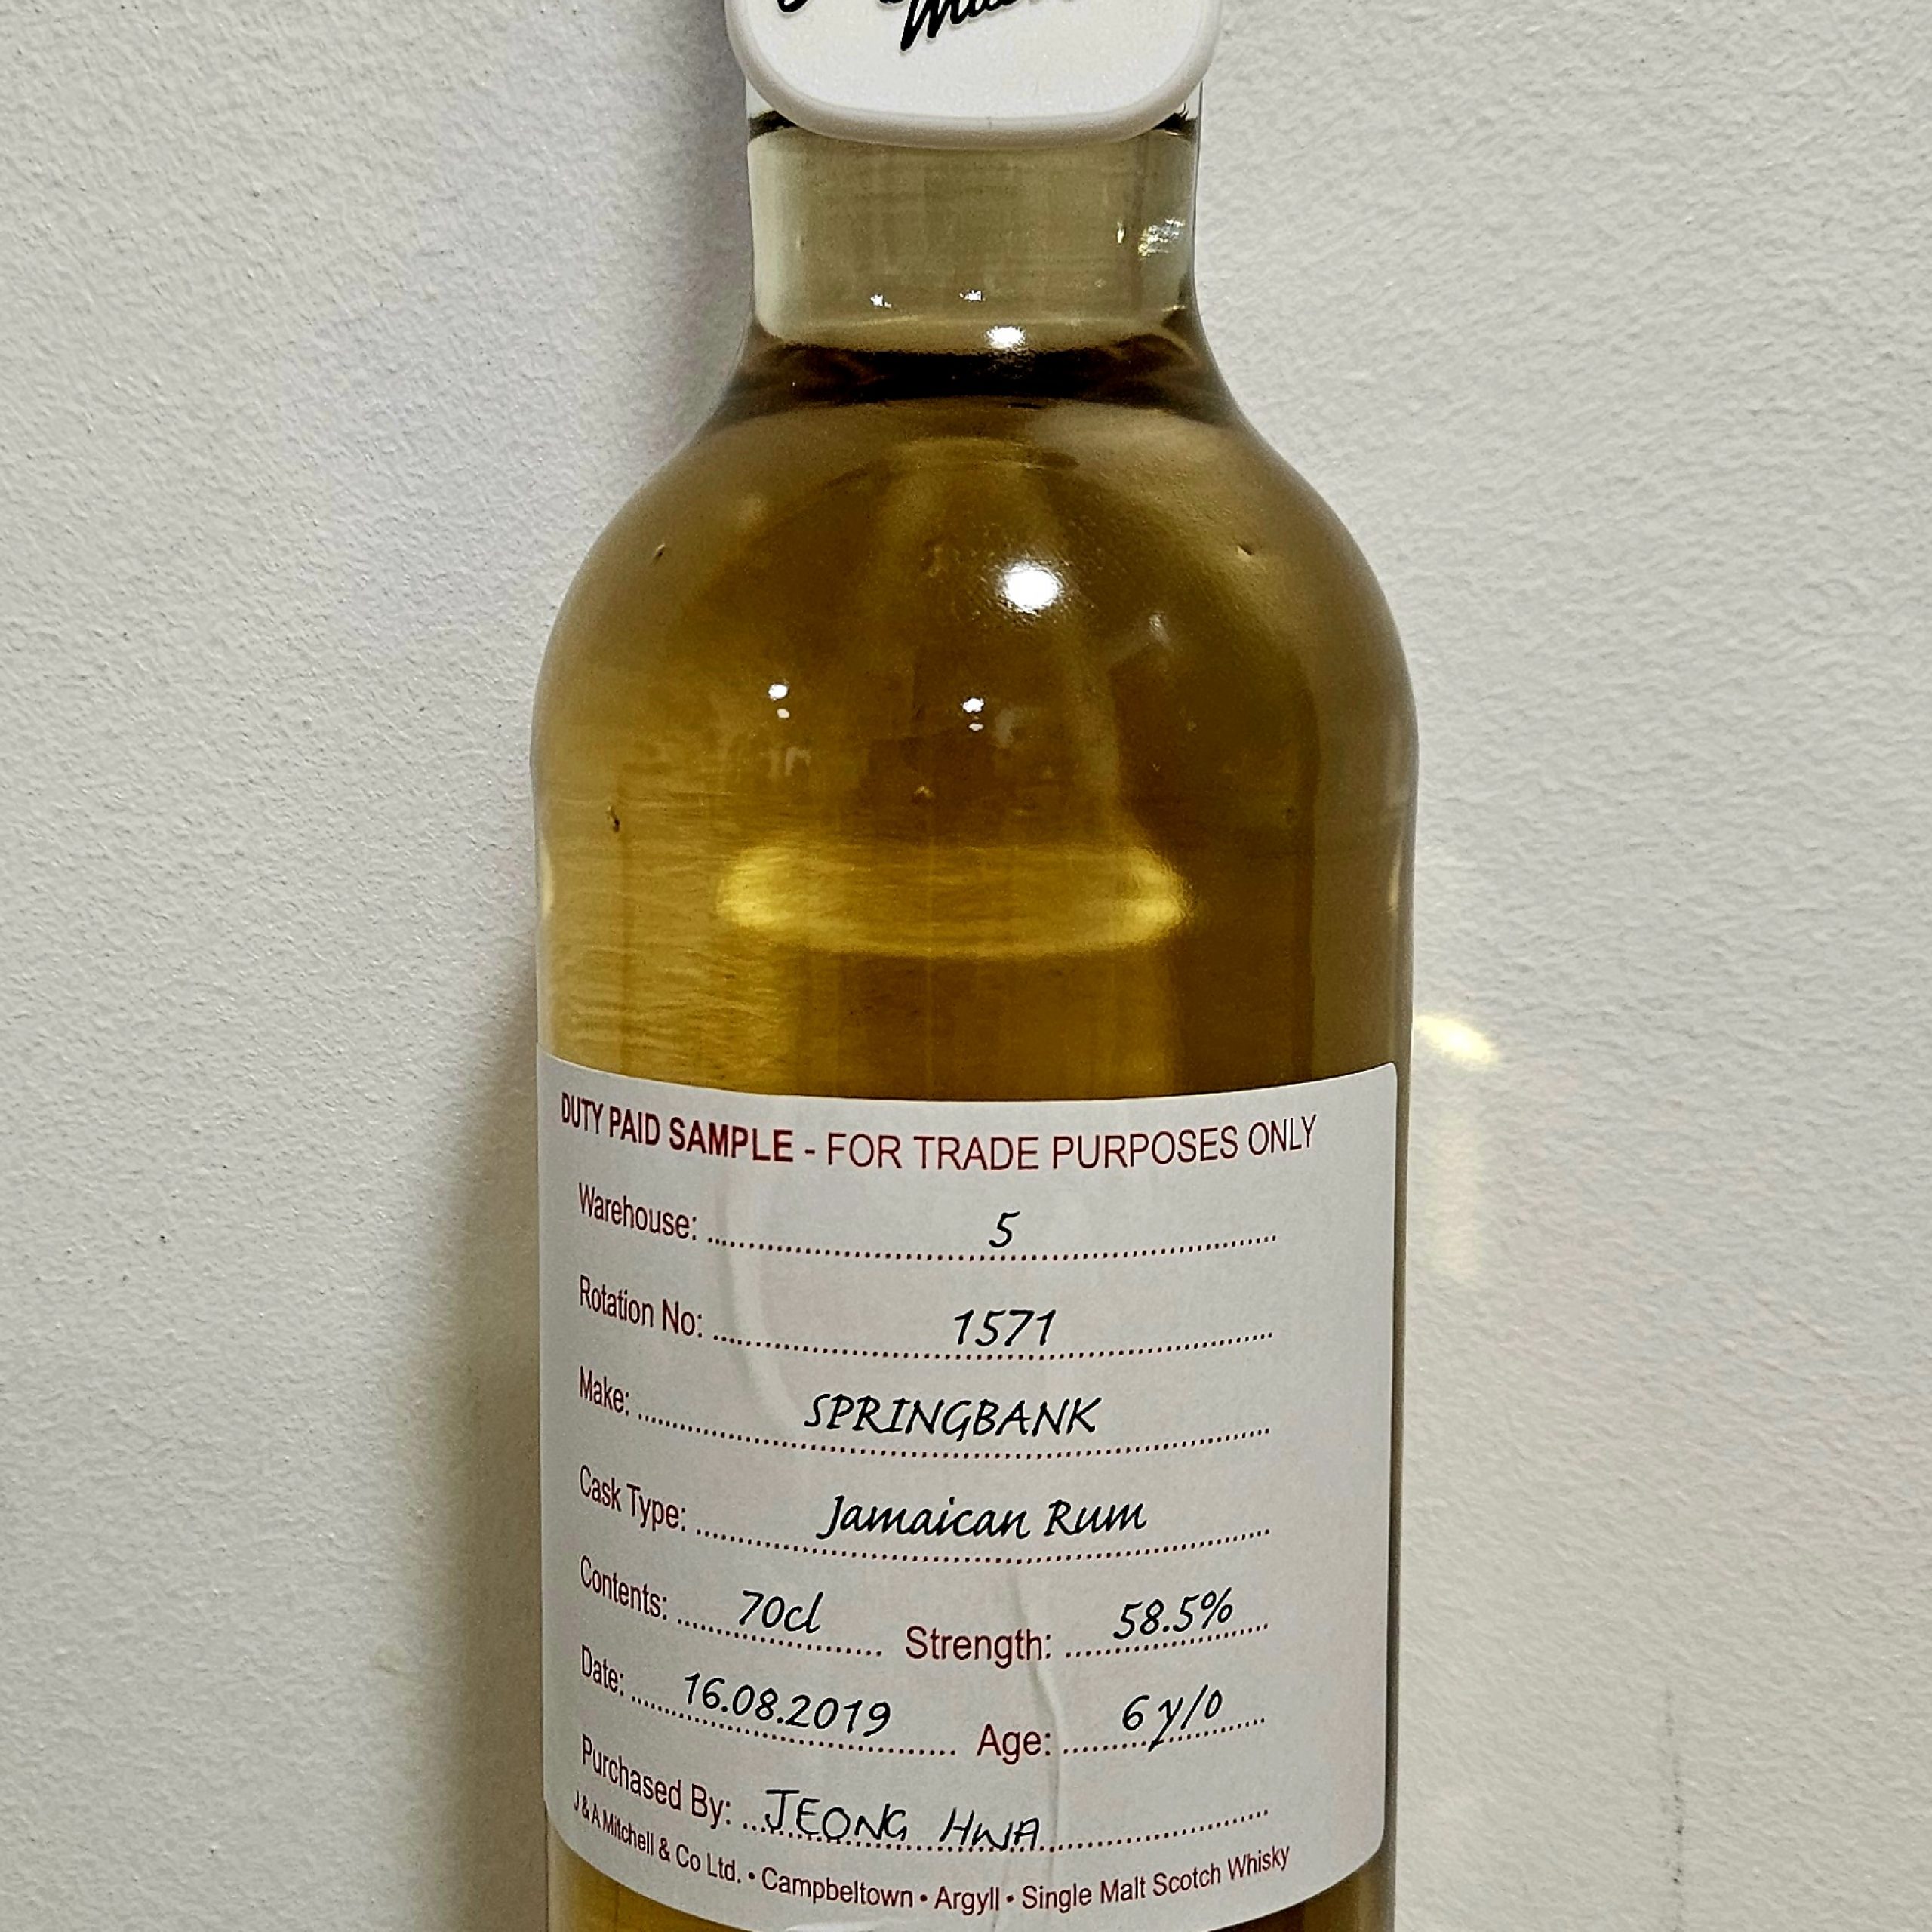 DUTY PAID SAMPLE - FOR TRADE PURPOSES ONLY
Warehouse: 5
Rotation No: 1571
Make: SPRINGBANK
Cask Type: Jamaican Rum
Contents: 70cl Strength: 58.5%
Date: 16.08.2019 Age: 6 y/o
Purchased By: JEONG HWA
J & A Mitchell & Co Ltd. • Campbeltown • Argyll • Single Malt Scotch Whisky